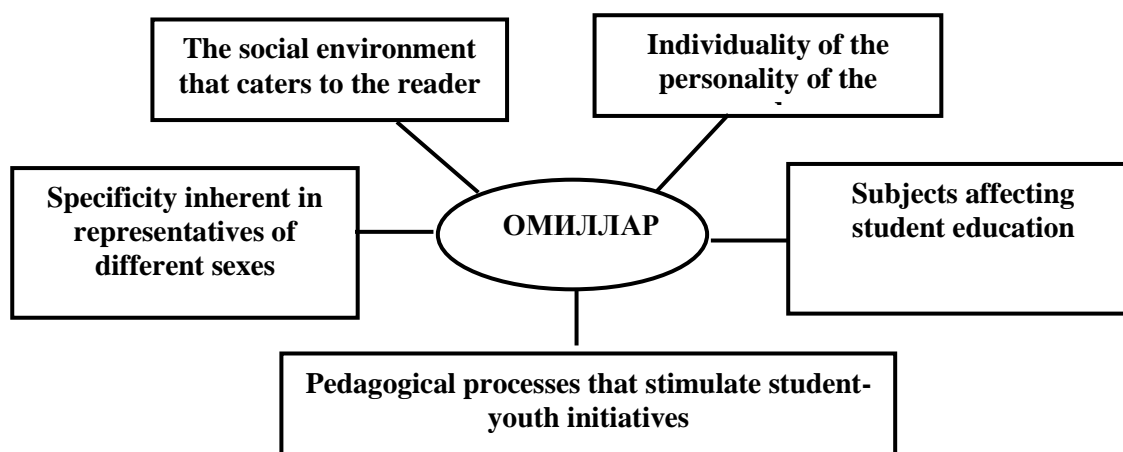 The social environment
that caters to the reader
Individuality of the
personality of the
Specificity inherent in
representatives of
different sexes
ОМИЛЛАР
Subjects affecting
student education
Pedagogical processes that stimulate student-
youth initiatives